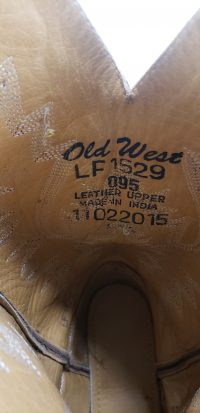 Old West
LF1529
095
LEATHER UPPER
MADE IN INDIA
11022015